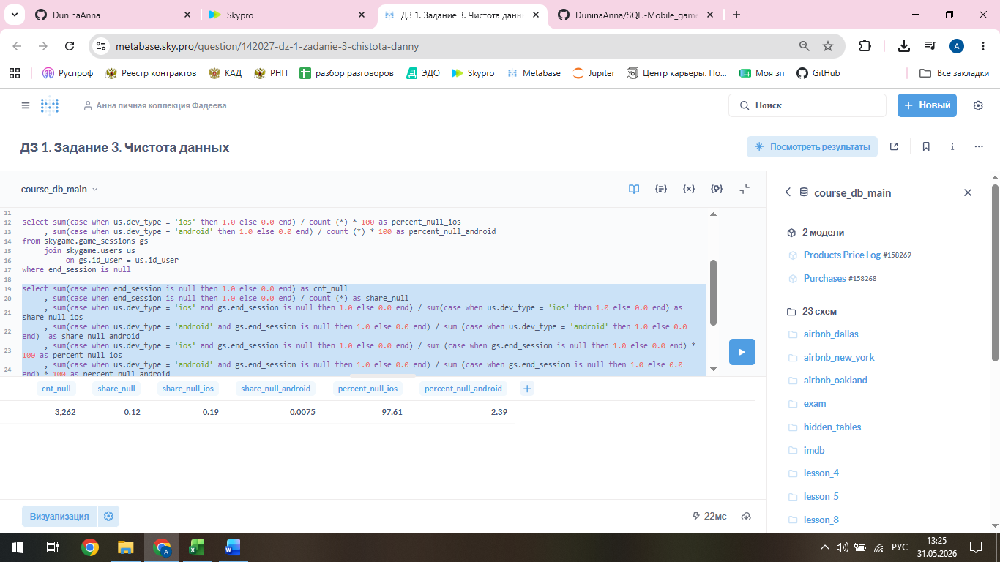 DuninaAnna
Skypro
ДЗ 1. Задание 3. Чистота данн
DuninaAnna/SQL.-Mobile_game
metabase.sky.pro/question/142027-dz-1-zadanie-3-chistota-danny
A
Руспроф
Реестр контрактов
КАД
РНП
разбор разговоров
ЭДО
Skypro
Metabase
Jupiter
Центр карьеры. По...
Моя зп
GitHub
Все закладки
Анна личная коллекция Фадеева
Поиск
+ Новый
ДЗ 1. Задание 3. Чистота данных
Посмотреть результаты
course_db_main
11
12 select sum(case when us.dev_type = 'ios' then 1.0 else 0.0 end) / count (*) * 100 as percent_null_ios
13 , sum(case when us.dev_type = 'android' then 1.0 else 0.0 end) / count (*) * 100 as percent_null_android
14 from skygame.game_sessions gs
15 join skygame.users us
16 on gs.id_user = us.id_user
17 where end_session is null
18
19 select sum(case when end_session is null then 1.0 else 0.0 end) as cnt_null
20 , sum(case when end_session is null then 1.0 else 0.0 end) / count (*) as share_null
21 , sum(case when us.dev_type = 'ios' and gs.end_session is null then 1.0 else 0.0 end) / sum(case when us.dev_type = 'ios' then 1.0 else 0.0 end) as
share_null_ios
22 , sum(case when us.dev_type = 'android' and gs.end_session is null then 1.0 else 0.0 end) / sum (case when us.dev_type = 'android' then 1.0 else 0.0
end) as share_null_android
23 , sum(case when us.dev_type = 'ios' and gs.end_session is null then 1.0 else 0.0 end) / sum (case when gs.end_session is null then 1.0 else 0.0 end) *
100 as percent_null_ios
24 , sum(case when us.dev_type = 'android' and gs.end_session is null then 1.0 else 0.0 end) / sum (case when gs.end_session is null then 1.0 else 0.0
end) * 100 as percent_null_android
cnt_null share_null share_null_ios share_null_android percent_null_ios percent_null_android
3,262 0.12 0.19 0.0075 97.61 2.39
Визуализация
22мс
course_db_main
2 модели
Products Price Log #158269
Purchases #158268
23 схем
airbnb_dallas
airbnb_new_york
airbnb_oakland
exam
hidden_tables
imdb
lesson_4
lesson_5
lesson_8
A
РУС
13:25
31.05.2026